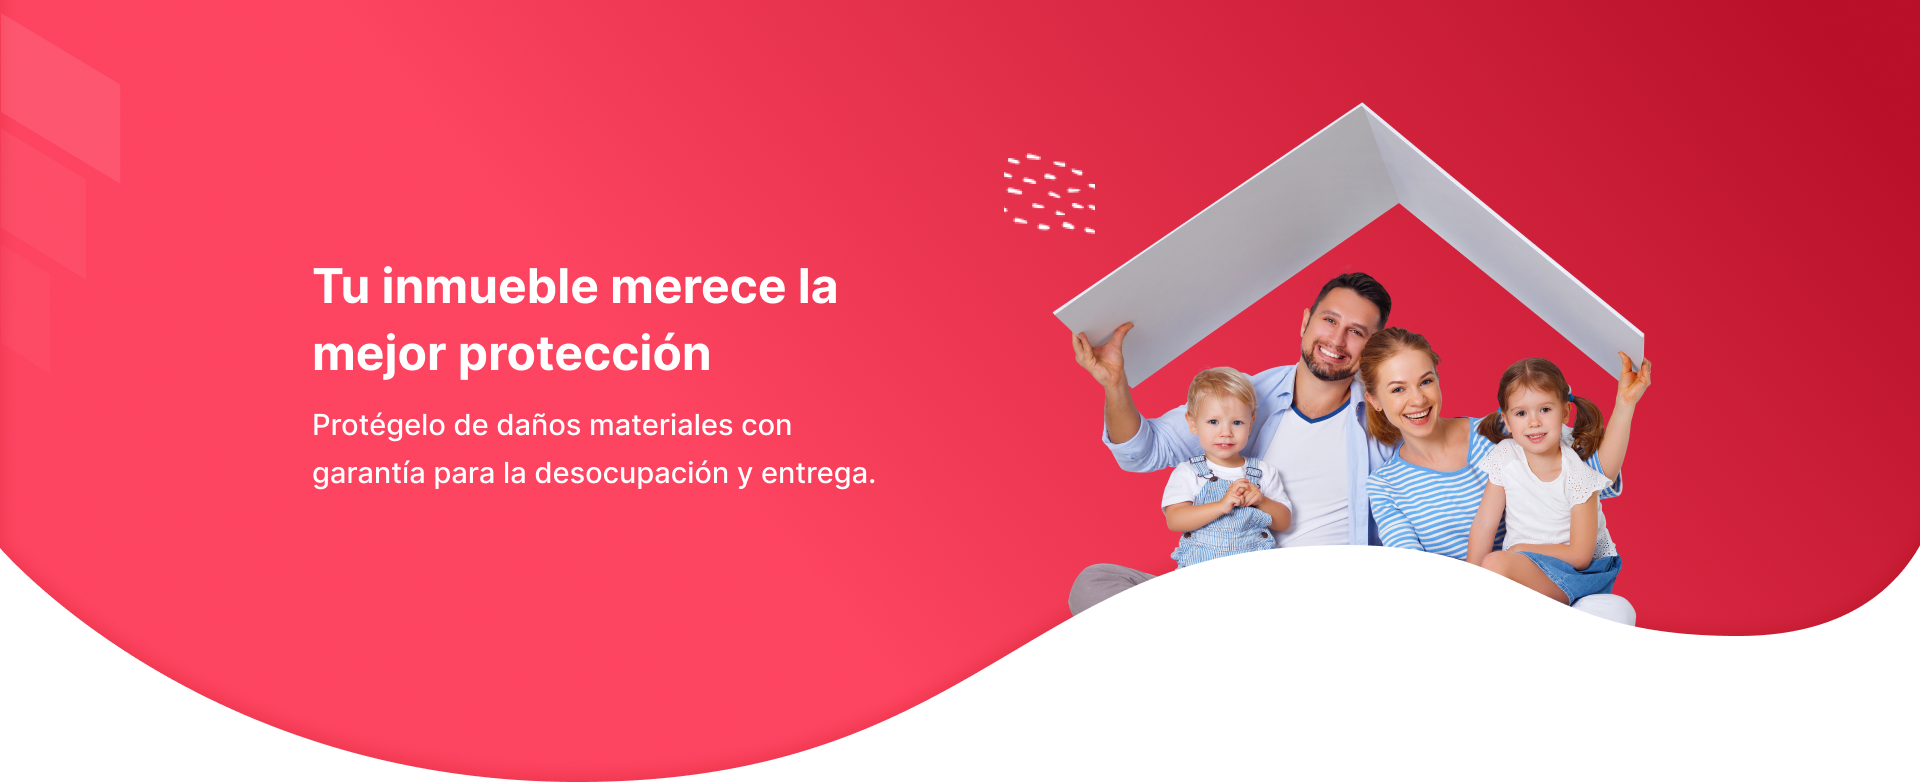 Tu inmueble merece la
mejor protección
Protégelo de daños materiales con
garantía para la desocupación y entrega.